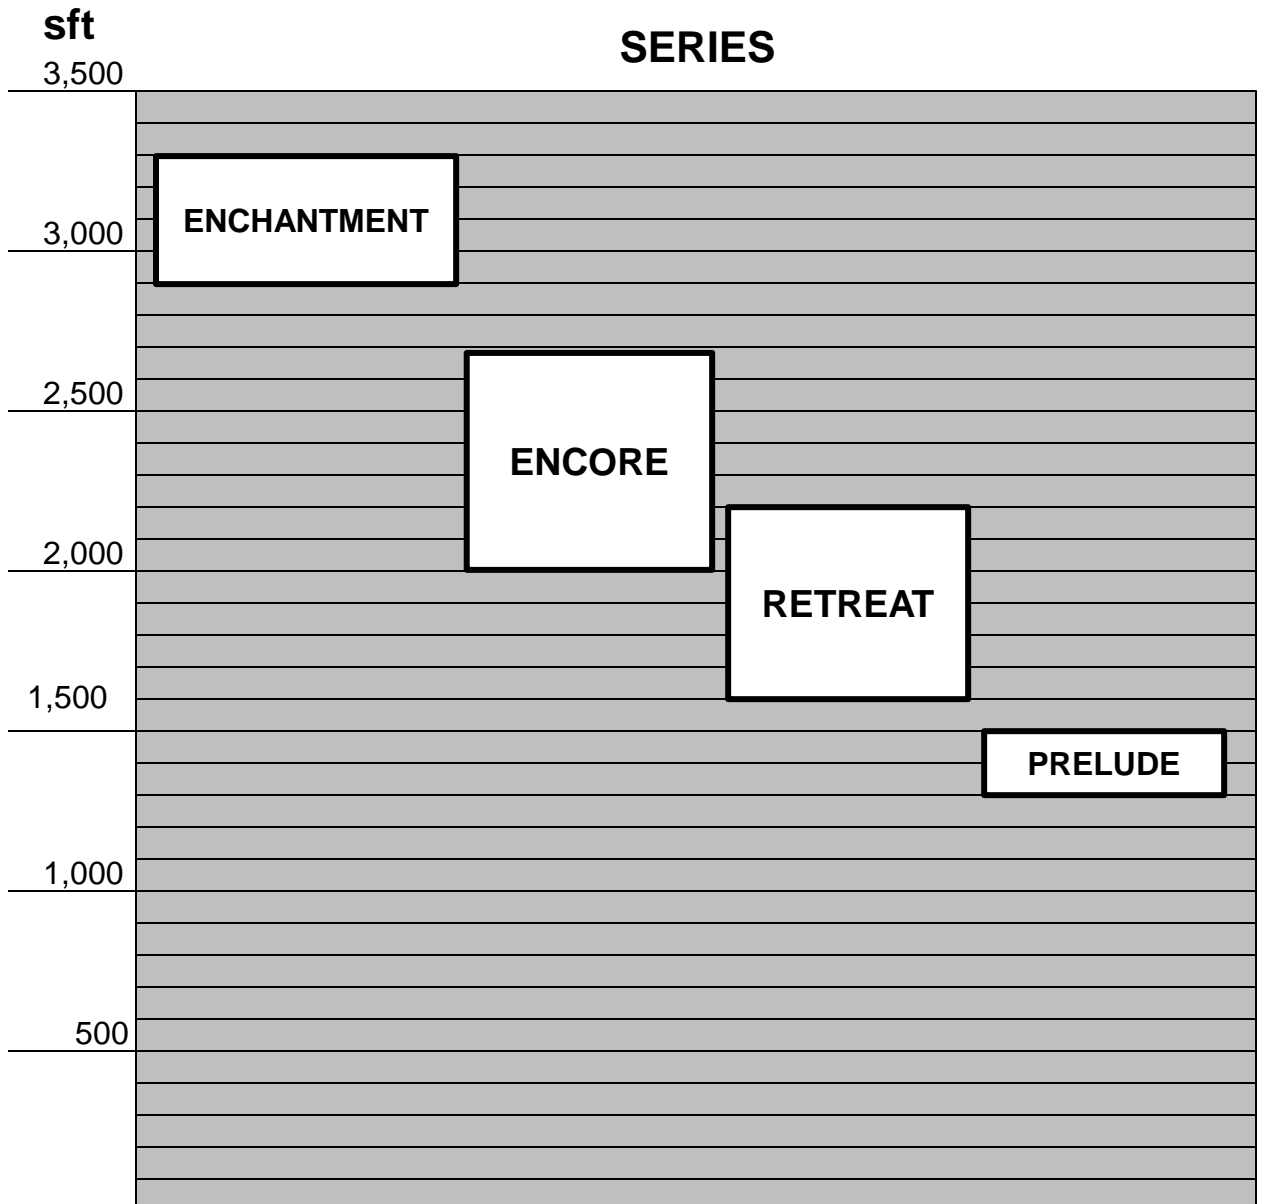 sft
SERIES
3,500
ENCHANTMENT
3,000
2,500
ENCORE
2,000
RETREAT
1,500
PRELUDE
1,000
500